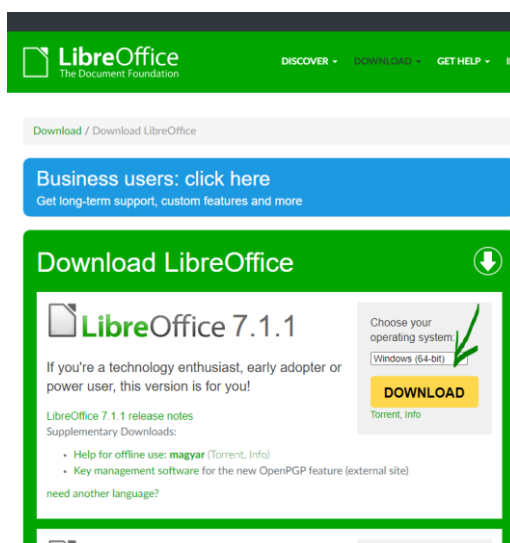 LibreOffice
The Document Foundation
DISCOVER
DOWNLOAD
GET HELP
Download / Download LibreOffice
Business users: click here
Get long-term support, custom features and more
Download LibreOffice
LibreOffice 7.1.1
If you're a technology enthusiast, early adopter or
power user, this version is for you!
LibreOffice 7.1.1 release notes
Supplementary Downloads:
• Help for offline use: magyar (Torrent, Info)
• Key management software for the new OpenPGP feature (external site)
need another language?
Choose your
operating system:
Windows (64-bit)
DOWNLOAD
Torrent, Info